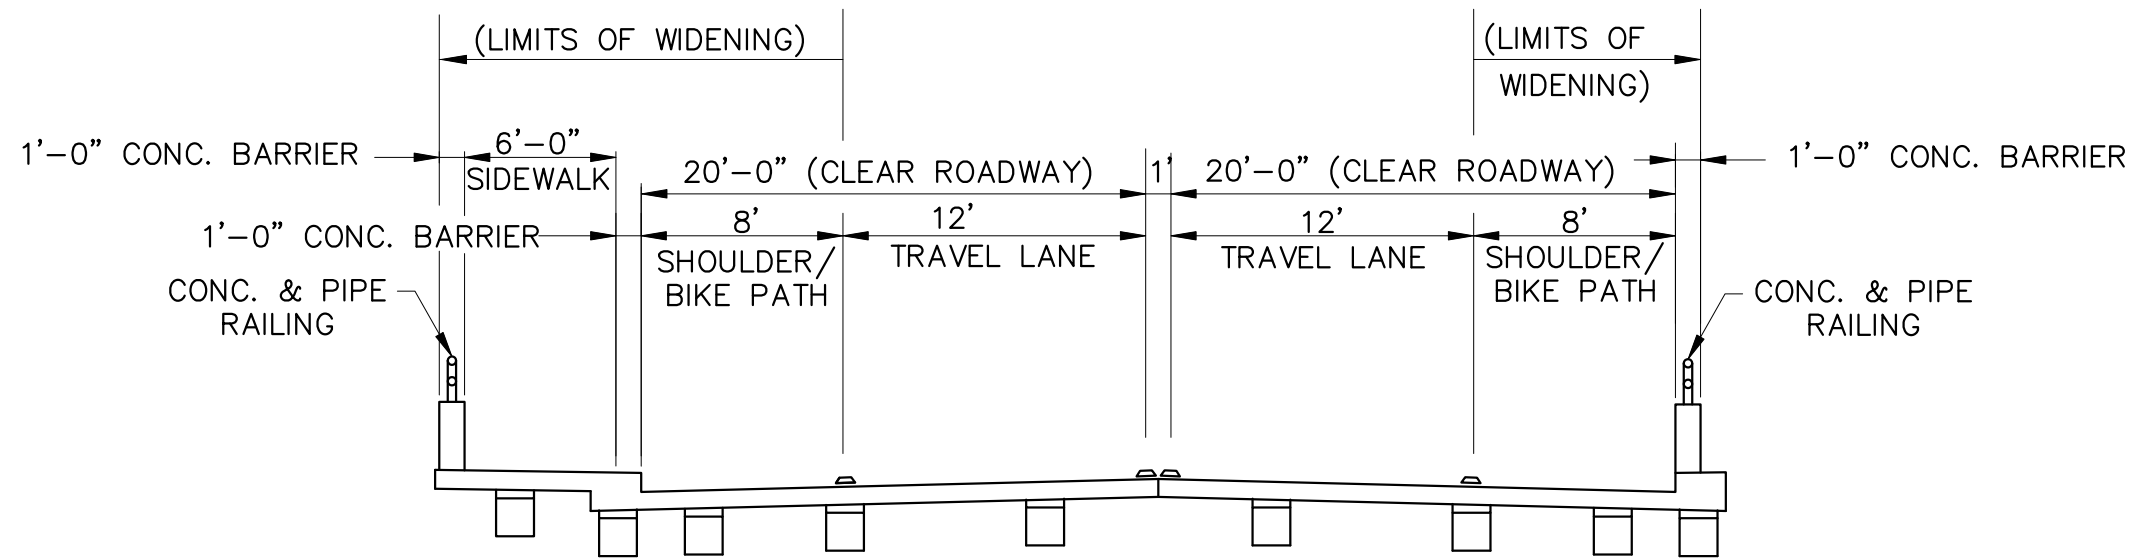 (LIMITS OF WIDENING)
(LIMITS OF
WIDENING)
1'-0" CONC. BARRIER
6'-0"
SIDEWALK
20'-0" (CLEAR ROADWAY)
1'
20'-0" (CLEAR ROADWAY)
1'-0" CONC. BARRIER
1'-0" CONC. BARRIER
8'
SHOULDER/
BIKE PATH
12'
TRAVEL LANE
12'
TRAVEL LANE
8'
SHOULDER/
BIKE PATH
CONC. & PIPE
RAILING
CONC. & PIPE
RAILING